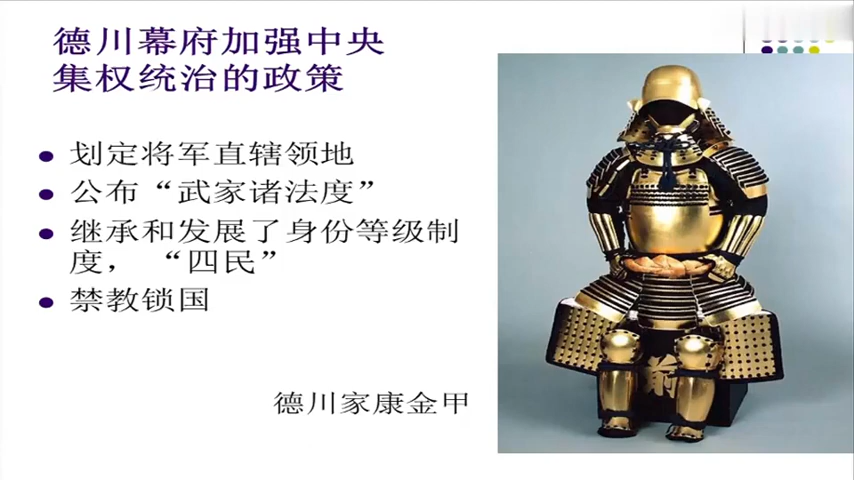 德川幕府加强中央
集权统治的政策
划定将军直辖领地
公布“武家诸法度”
继承和发展了身份等级制
度， “四民”
禁教锁国
德川家康金甲
前